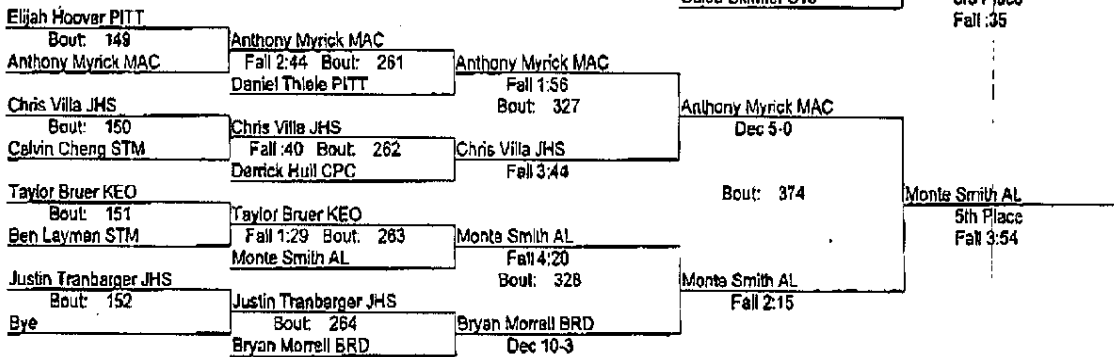 3rd Place
Fall :35
Elijah Hoover PITT
Bout: 149
Anthony Myrick MAC
Anthony Myrick MAC
Fall 2:44 Bout: 261
Daniel Thiele PITT
Anthony Myrick MAC
Fall 1:56
Bout: 327
Chris Villa JHS
Bout: 150
Calvin Cheng STM
Chris Villa JHS
Fall :40 Bout: 262
Derrick Hull CPC
Chris Villa JHS
Fall 3:44
Anthony Myrick MAC
Dec 5-0
Bout: 374
Taylor Bruer KEO
Bout: 151
Ben Layman STM
Taylor Bruer KEO
Fall 1:29 Bout: 263
Monte Smith AL
Monte Smith AL
Fall 4:20
Bout: 328
Justin Tranbarger JHS
Bout: 152
Bye
Justin Tranbarger JHS
Bout: 264
Bryan Morrell BRD
Bryan Morrell BRD
Dec 10-3
Monte Smith AL
Fall 2:15
Monte Smith AL
5th Place
Fall 3:54